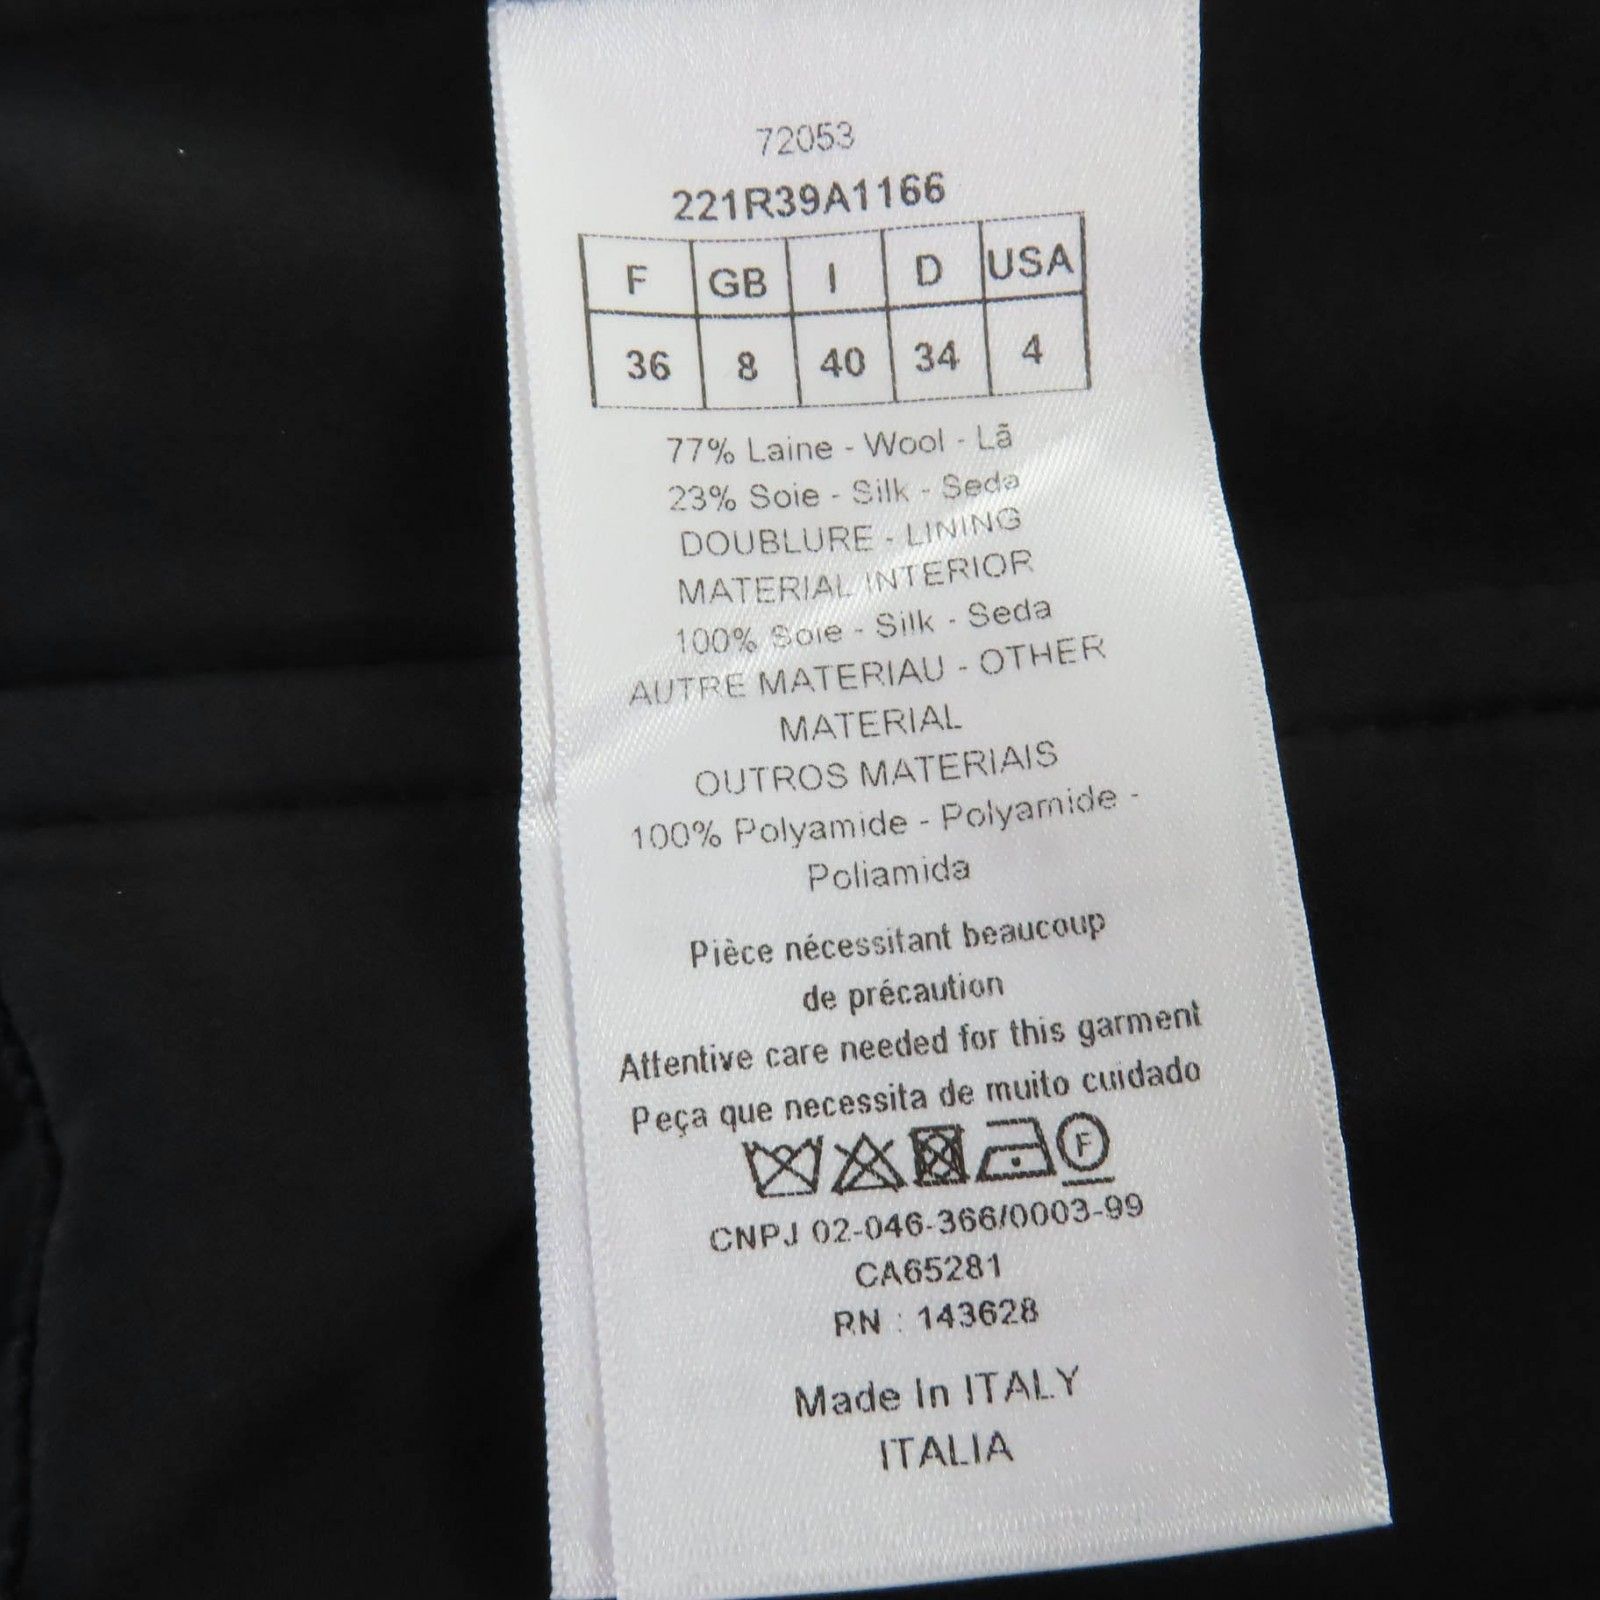 72053
221R39A1166
F GB I D USA
36 8 40 34 4
77% Laine - Wool - Lã
23% Soie - Silk - Seda
DOUBLURE - LINING
MATERIAL INTERIOR
100% Soie - Silk - Seda
AUTRE MATERIAU - OTHER
MATERIAL
OUTROS MATERIAIS
100% Polyamide - Polyamide -
Poliamida
Pièce nécessitant beaucoup
de précaution
Attentive care needed for this garment
Peça que necessita de muito cuidado
F
CNPJ 02-046-366/0003-99
CA65281
RN : 143628
Made In ITALY
ITALIA